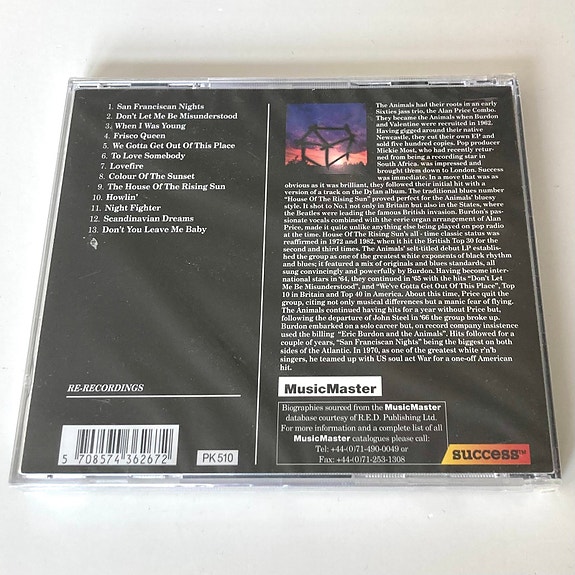 1. San Franciscan Nights
2. Don't Let Me Be Misunderstood
3. When I Was Young
4. Frisco Queen
5. We Gotta Get Out Of This Place
6. To Love Somebody
7. Lovefire
8. Colour Of The Sunset
9. The House Of The Rising Sun
10. Howlin'
11. Night Fighter
12. Scandinavian Dreams
13. Don't You Leave Me Baby
RE-RECORDINGS
5 708574 362672
PK 510
The Animals had their roots in an early
Sixties jass trio, the Alan Price Combo.
They became the Animals when Burdon
and Valentine were recruited in 1962.
Having gigged around their native
Newcastle, they cut their own EP and
sold five hundred copies. Pop producer
Mickie Most, who had recently retur-
ned from being a recording star in
South Africa, was impressed and
brought them down to London. Success
was immediate. In a move that was as
obvious as it was brilliant, they followed their initial hit with a
version of a track on the Dylan album. The traditional blues number
"House Of The Rising Sun" proved perfect for the Animals' bluesy
style. It shot to No.1 not only in Britain but also in the States, where
the Beatles were leading the famous British invasion. Burdon's pas-
sionate vocals combined with the eerie organ arrangement of Alan
Price, made it quite unlike anything else being played on pop radio
at the time. House Of The Rising Sun's all - time classic status was
reaffirmed in 1972 and 1982, when it hit the British Top 30 for the
second and third times. The Animals' self-titled debut LP established
the group as one of the greatest white exponents of black rhythm
and blues; it featured a mix of originals and blues standards, all
sung convincingly and powerfully by Burdon. Having become inter-
national stars in '64, they continued in '65 with the hits "Don't Let
Me Be Misunderstood", and "We've Gotta Get Out Of This Place", Top
10 in Britain and Top 40 in America. About this time, Price quit the
group, citing not only musical differences but a manic fear of flying.
The Animals continued having hits for a year without Price but,
following the departure of John Steel in '66 the group broke up.
Burdon embarked on a solo career but, on record company insistence
used the billing "Eric Burdon and the Animals". Hits followed for a
couple of years, "San Franciscan Nights" being the biggest on both
sides of the Atlantic. In 1970, as one of the greatest white r'n'b
singers, he teamed up with US soul act War for a one-off American
hit.
MusicMaster
Biographies sourced from the MusicMaster
database courtesy of R.E.D. Publishing Ltd.
For more information and a complete list of all
MusicMaster catalogues please call:
Tel: +44-(0)71-490-0049 or
Fax: +44-(0)71-253-1308
success™